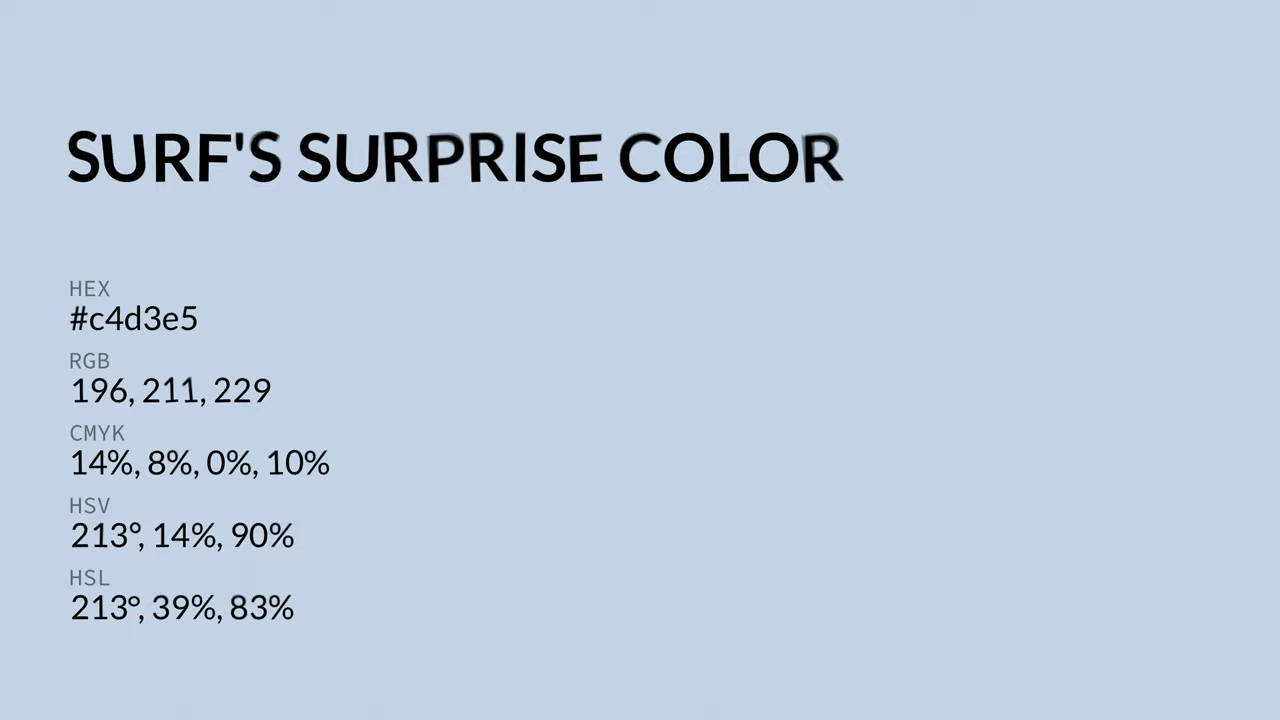 SURF'S SURPRISE COLOR
HEX
#c4d3e5
RGB
196, 211, 229
CMYK
14%, 8%, 0%, 10%
HSV
213°, 14%, 90%
HSL
213°, 39%, 83%